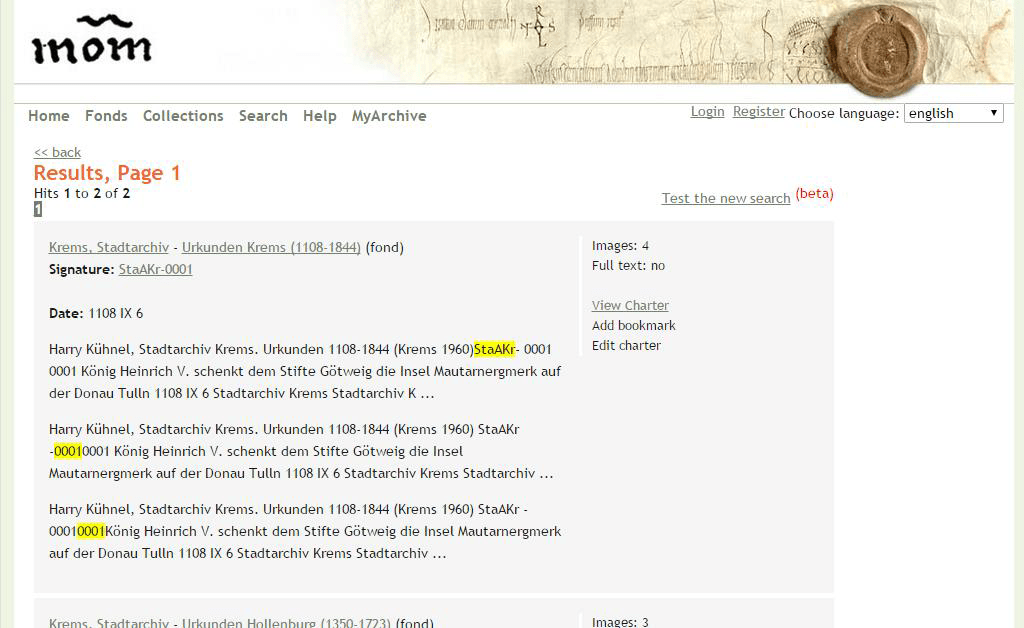 mom
Home Fonds Collections Search Help MyArchive
Login Register Choose language: english
<< back
Results, Page 1
Hits 1 to 2 of 2
Test the new search (beta)
1
Krems, Stadtarchiv - Urkunden Krems (1108-1844) (fond)
Images: 4
Signature: StaAKr-0001
Full text: no
View Charter
Date: 1108 IX 6
Add bookmark
Edit charter
Harry Kühnel, Stadtarchiv Krems. Urkunden 1108-1844 (Krems 1960)StaAKr- 0001
0001 König Heinrich V. schenkt dem Stifte Götweig die Insel Mautarnergmerk auf
der Donau Tulln 1108 IX 6 Stadtarchiv Krems Stadtarchiv K ...
Harry Kühnel, Stadtarchiv Krems. Urkunden 1108-1844 (Krems 1960) StaAKr
-00010001 König Heinrich V. schenkt dem Stifte Götweig die Insel
Mautarnergmerk auf der Donau Tulln 1108 IX 6 Stadtarchiv Krems Stadtarchiv ...
Harry Kühnel, Stadtarchiv Krems. Urkunden 1108-1844 (Krems 1960) StaAKr -
00010001König Heinrich V. schenkt dem Stifte Götweig die Insel Mautarnergmerk
auf der Donau Tulln 1108 IX 6 Stadtarchiv Krems Stadtarchiv ...
Krems, Stadtarchiv - Urkunden Hollenburg (1350-1723) (fond)
Images: 3